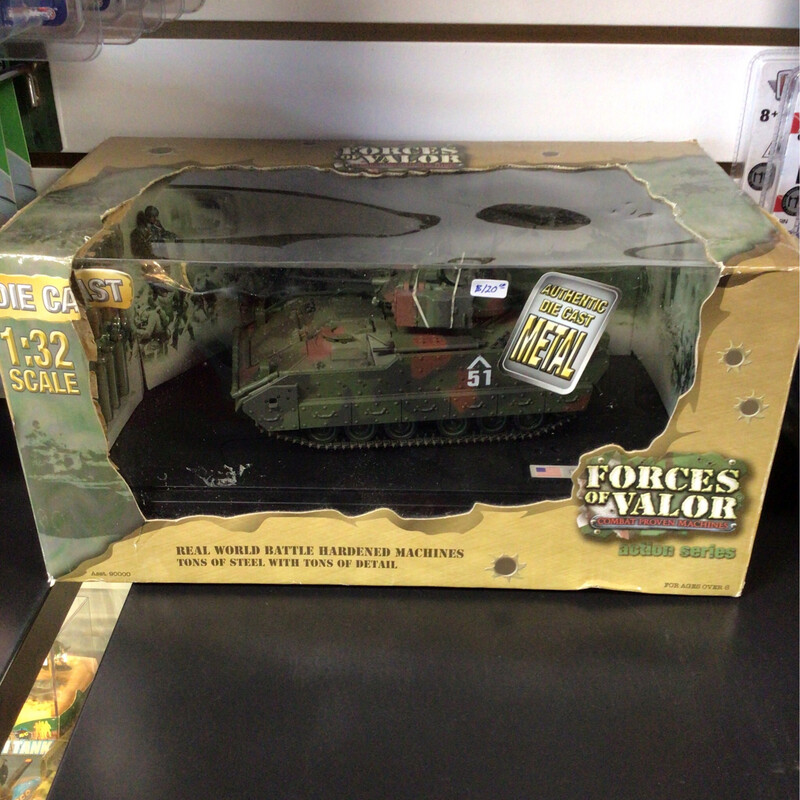 FORCES
OF VALOR
8+
DIE CAST
1:32
SCALE
$120
AUTHENTIC
DIE CAST
METAL
51
FORCES
OF VALOR
COMBAT PROVEN MACHINES
action series
REAL WORLD BATTLE HARDENED MACHINES
TONS OF STEEL WITH TONS OF DETAIL
FOR AGES OVER 8
TANK